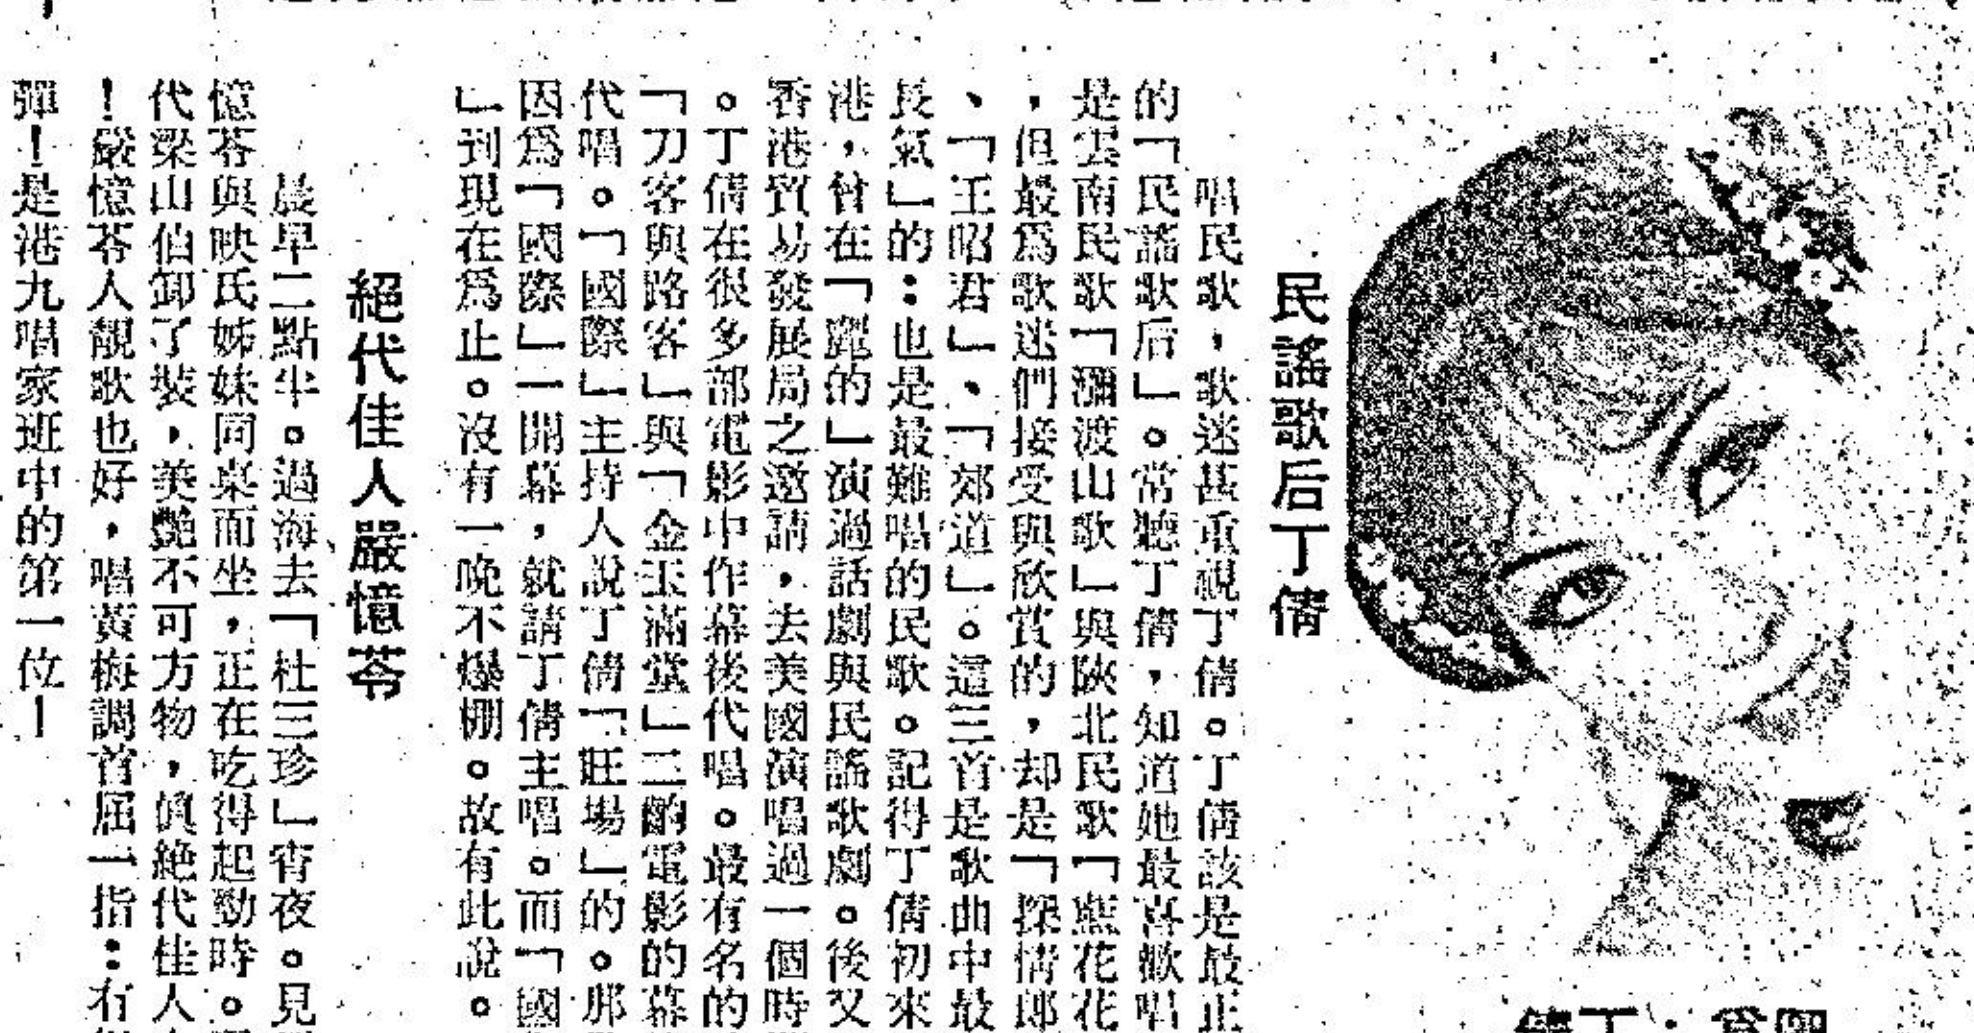 民謠歌后丁倩
唱民歌，歌迷甚重視丁倩。丁倩該是最正
的「民謠歌后」。常聽丁倩，知道她最喜歡唱
是雲南民歌「瀰渡山歌」與陝北民歌「藍花花
，但最爲歌迷們接受與欣賞的，却是「探情郎
、「王昭君」、「郊道」。這三首是歌曲中最
長氣」的：也是最難唱的民歌。記得丁倩初來
港，曾在「麗的」演過話劇與民謠歌劇。後又
香港貿易發展局之邀請，去美國演唱過一個時
。丁倩在很多部電影中作幕後代唱。最有名的
「刀客與路客」與「金玉滿堂」二齣電影的幕
代唱。「國際」主持人說丁倩「旺場」的。那
因爲「國際」一開幕，就請丁倩主唱。而「國
」到現在爲止。沒有一晚不爆棚。故有此說。
絕代佳人嚴憶苓
晨早二點半。過海去「杜三珍」宵夜。見
憶苓與映氏姊妹同桌而坐，正在吃得起勁時。
代梁山伯卸了裝，美艷不可方物，眞絕代佳人
！嚴憶苓人靚歌也好，唱黃梅調首屈一指：有
彈！是港九唱家班中的第一位—